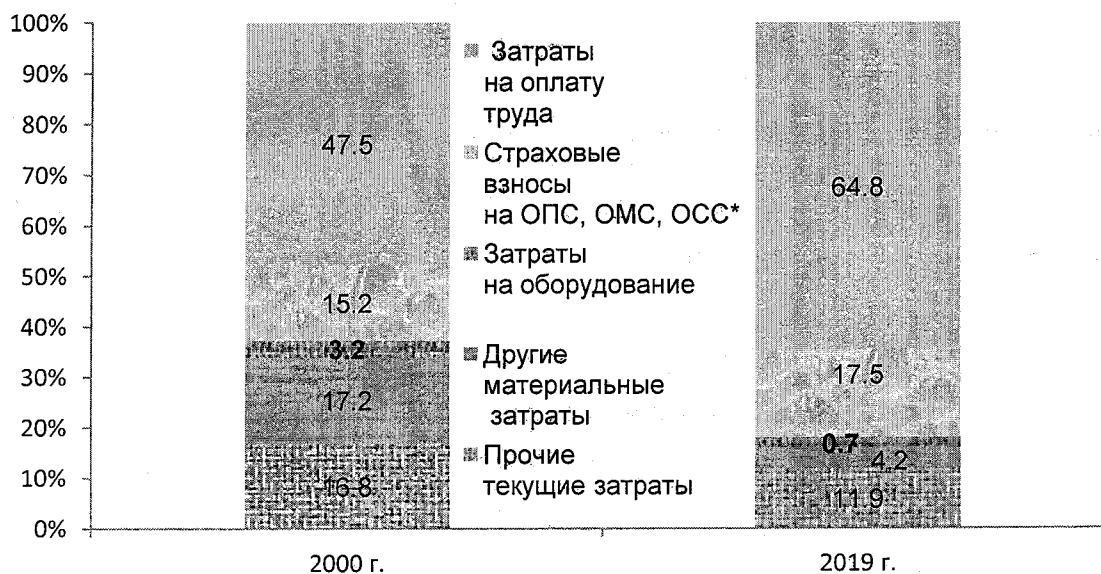 100%
90%
80%
70%
60%
50%
40%
30%
20%
10%
0%
47.5
15.2
3.2
17.2
16.8
Затраты
на оплату
труда
Страховые
взносы
на ОПС, ОМС, ОСС*
Затраты
на оборудование
Другие
материальные
затраты
Прочие
текущие затраты
64.8
17.5
0.7
4.2
11.9
2000 г.
2019 г.